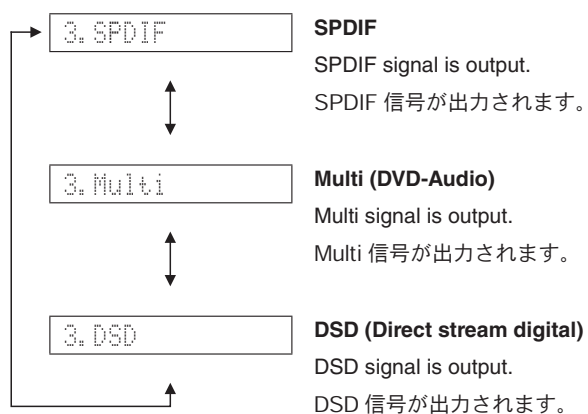 3.SPDIF
SPDIF
SPDIF signal is output.
SPDIF 信号が出力されます。
3.Multi
Multi (DVD-Audio)
Multi signal is output.
Multi 信号が出力されます。
3.DSD
DSD (Direct stream digital)
DSD signal is output.
DSD 信号が出力されます。